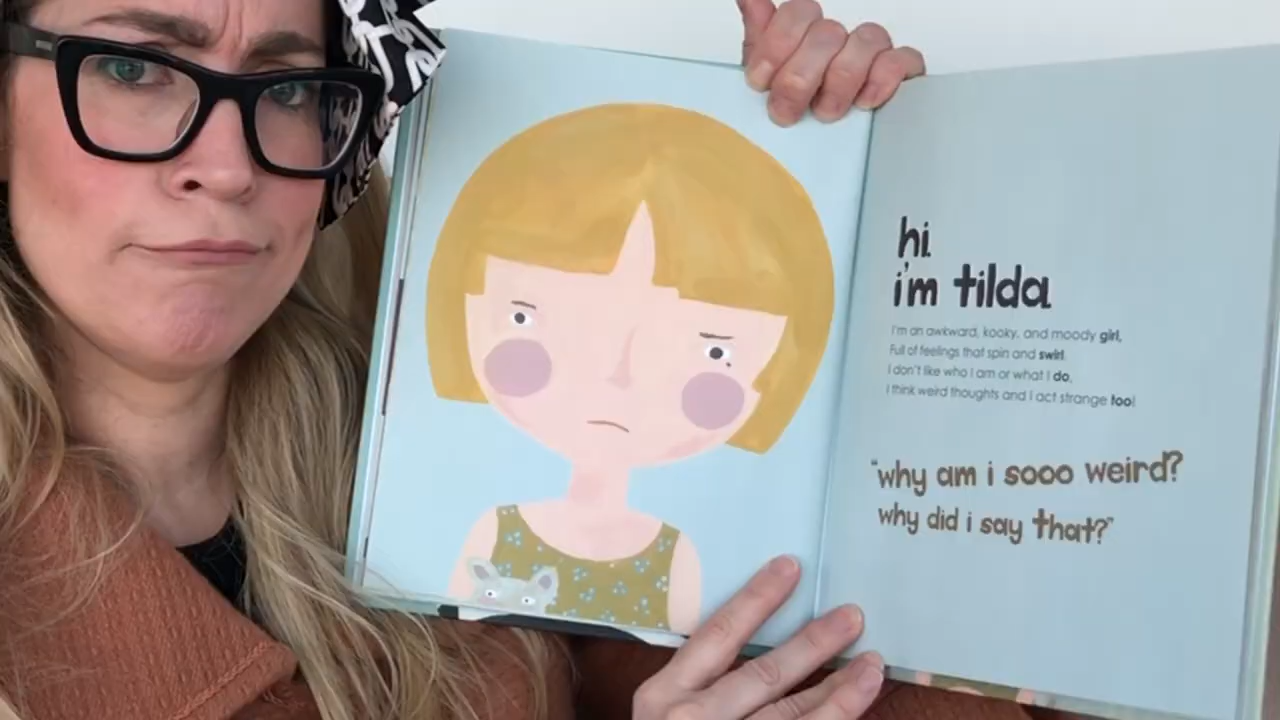 hi.
i'm tilda.
I'm an awkward, kooky, and moody girl,
Full of feelings that spin and swirl.
I don't like who I am or what I do,
I think weird thoughts and I act strange too!
"why am i sooo weird?
why did i say that?"